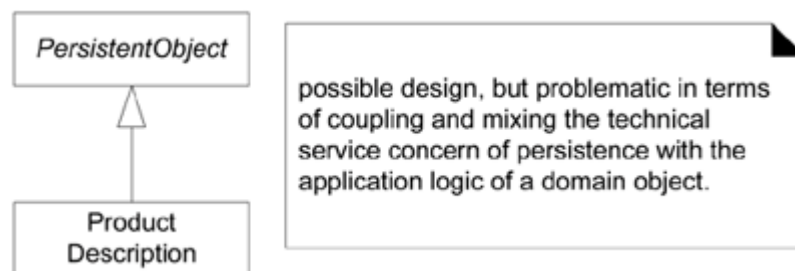 PersistentObject
possible design, but problematic in terms
of coupling and mixing the technical
service concern of persistence with the
application logic of a domain object.
Product
Description